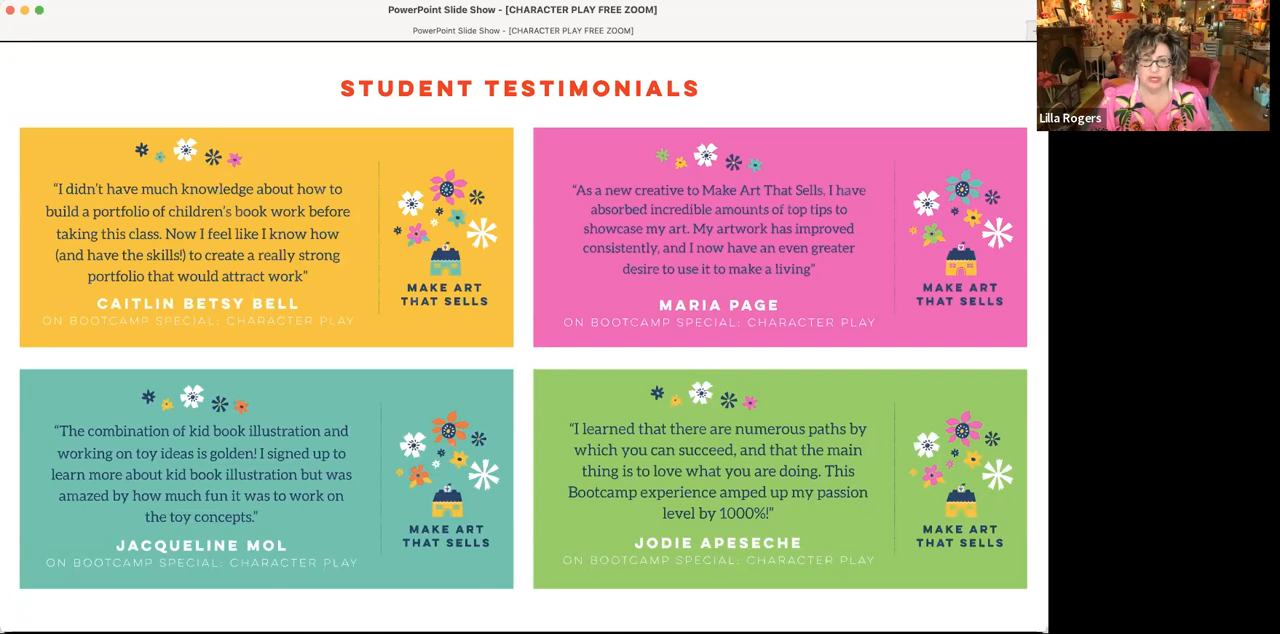 PowerPoint Slide Show - [CHARACTER PLAY FREE ZOOM]
PowerPoint Slide Show - [CHARACTER PLAY FREE ZOOM]
Lilla Rogers
STUDENT TESTIMONIALS
“I didn’t have much knowledge about how to
build a portfolio of children’s book work before
taking this class. Now I feel like I know how
(and have the skills!) to create a really strong
portfolio that would attract work”
CAITLIN BETSY BELL
ON BOOTCAMP SPECIAL: CHARACTER PLAY
MAKE ART
THAT SELLS
“As a new creative to Make Art That Sells, I have
absorbed incredible amounts of top tips to
showcase my art. My artwork has improved
consistently, and I now have an even greater
desire to use it to make a living”
MARIA PAGE
ON BOOTCAMP SPECIAL: CHARACTER PLAY
MAKE ART
THAT SELLS
“The combination of kid book illustration and
working on toy ideas is golden! I signed up to
learn more about kid book illustration but was
amazed by how much fun it was to work on
the toy concepts.”
JACQUELINE MOL
ON BOOTCAMP SPECIAL: CHARACTER PLAY
MAKE ART
THAT SELLS
“I learned that there are numerous paths by
which you can succeed, and that the main
thing is to love what you are doing. This
Bootcamp experience amped up my passion
level by 1000%!”
JODIE APESECHE
ON BOOTCAMP SPECIAL: CHARACTER PLAY
MAKE ART
THAT SELLS